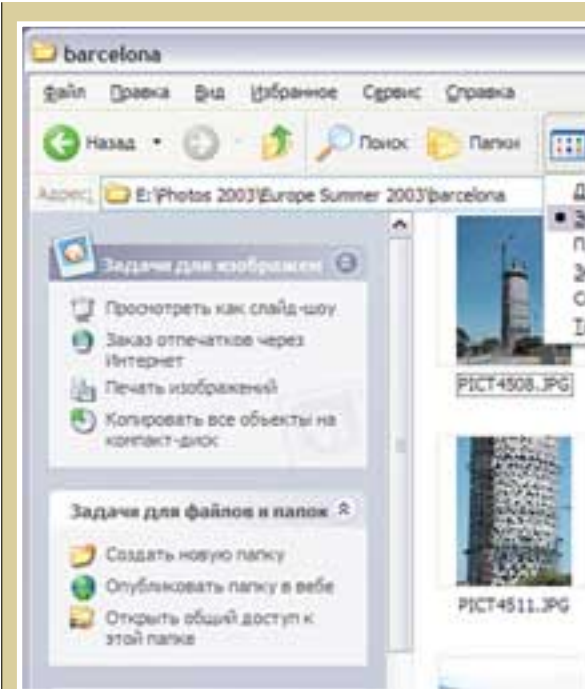 barcelona
Файл Правка Вид Избранное Сервис Справка
Назад Поиск Папки
Адрес: E:\Photos 2003\Europe Summer 2003\barcelona
Задачи для изображен
Просмотреть как слайд-шоу
Заказ отпечатков через
Интернет
Печать изображений
Копировать все объекты на
компакт-диск
PICT4508.JPG
Задачи для файлов и папок
Создать новую папку
Опубликовать папку в вебе
Открыть общий доступ к
этой папке
PICT4511.JPG